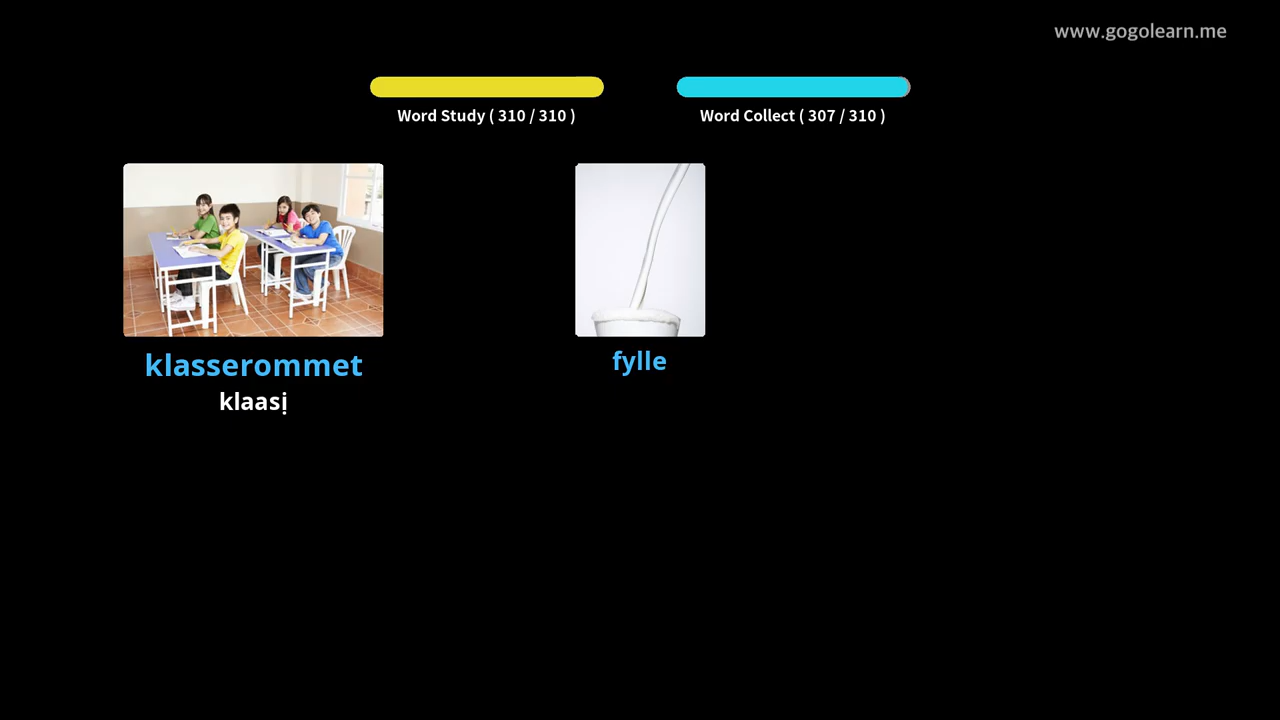 www.gogolearn.me
Word Study ( 310 / 310 )
Word Collect ( 307 / 310 )
klasserommet
klaasị
fylle